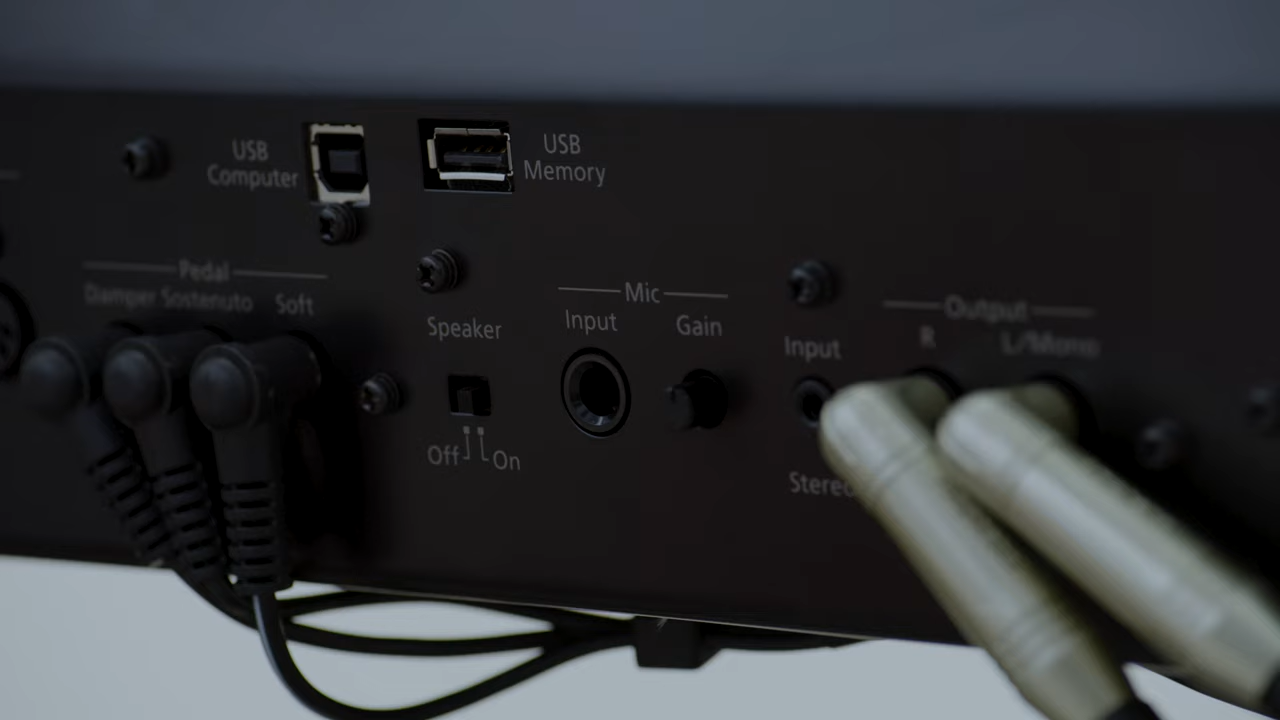 USB
Computer
USB
Memory
Pedal
Damper Sostenuto Soft
Speaker
Off On
Mic
Input Gain
Input
Stereo
Output
R L/Mono